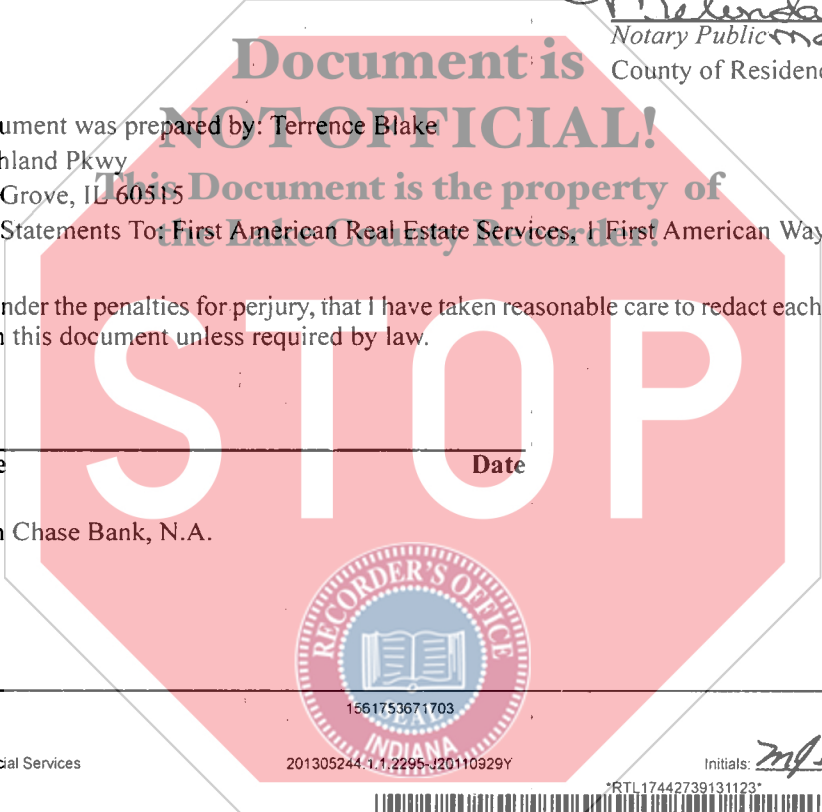 Notary Public
County of Residen
Document is
NOT OFFICIAL!
This Document is the property of
the Lake County Recorder!
ument was prepared by: Terrence Blake
hland Pkwy
Grove, IL 60515
Statements To: First American Real Estate Services, 1 First American Way
nder the penalties for perjury, that I have taken reasonable care to redact each
this document unless required by law.
STOP
e Date
n Chase Bank, N.A.
RECORDER'S OFFICE
SEAL
INDIANA
1561753671703
cial Services 201305244.1.1.2295-J20110929Y Initials:
*RTL17442739131123*